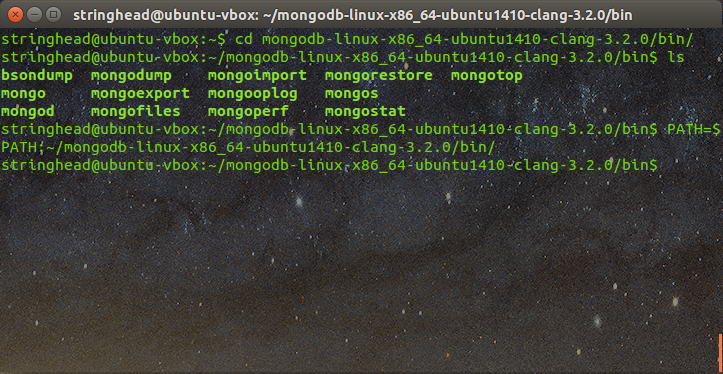 stringhead@ubuntu-vbox: ~/mongodb-linux-x86_64-ubuntu1410-clang-3.2.0/bin
stringhead@ubuntu-vbox:~$ cd mongodb-linux-x86_64-ubuntu1410-clang-3.2.0/bin/
stringhead@ubuntu-vbox:~/mongodb-linux-x86_64-ubuntu1410-clang-3.2.0/bin$ ls
bsondump mongodump mongoimport mongorestore mongotop
mongo mongoexport mongooplog mongos
mongod mongofiles mongoperf mongostat
stringhead@ubuntu-vbox:~/mongodb-linux-x86_64-ubuntu1410-clang-3.2.0/bin$ PATH=$
PATH:~/mongodb-linux-x86_64-ubuntu1410-clang-3.2.0/bin/
stringhead@ubuntu-vbox:~/mongodb-linux-x86_64-ubuntu1410-clang-3.2.0/bin$